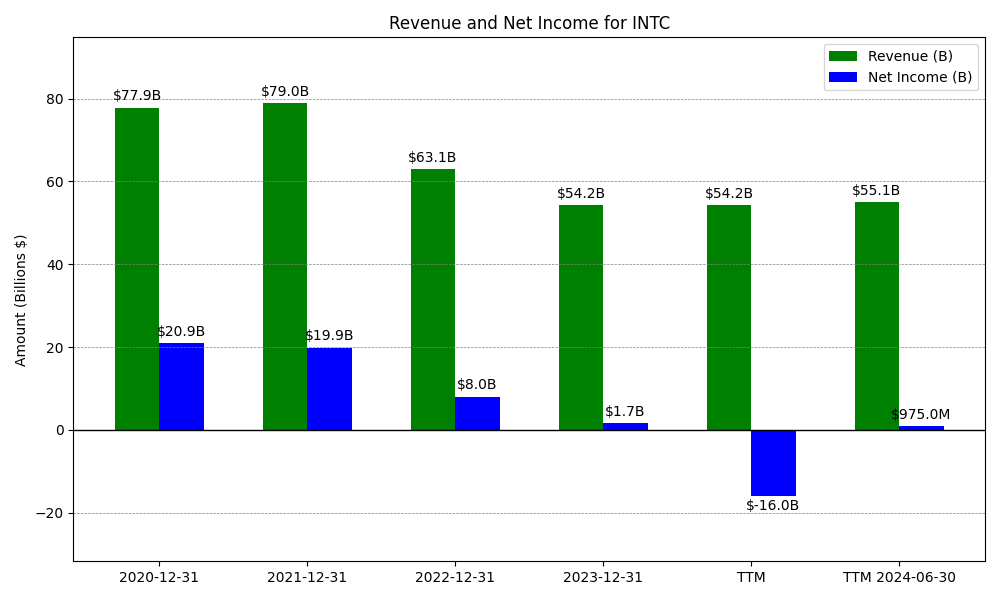 Revenue and Net Income for INTC
Revenue (B)
Net Income (B)
Amount (Billions $)
80
60
40
20
0
−20
$77.9B
$79.0B
$63.1B
$54.2B
$54.2B
$55.1B
$20.9B
$19.9B
$8.0B
$1.7B
$-16.0B
$975.0M
2020-12-31
2021-12-31
2022-12-31
2023-12-31
TTM
TTM 2024-06-30